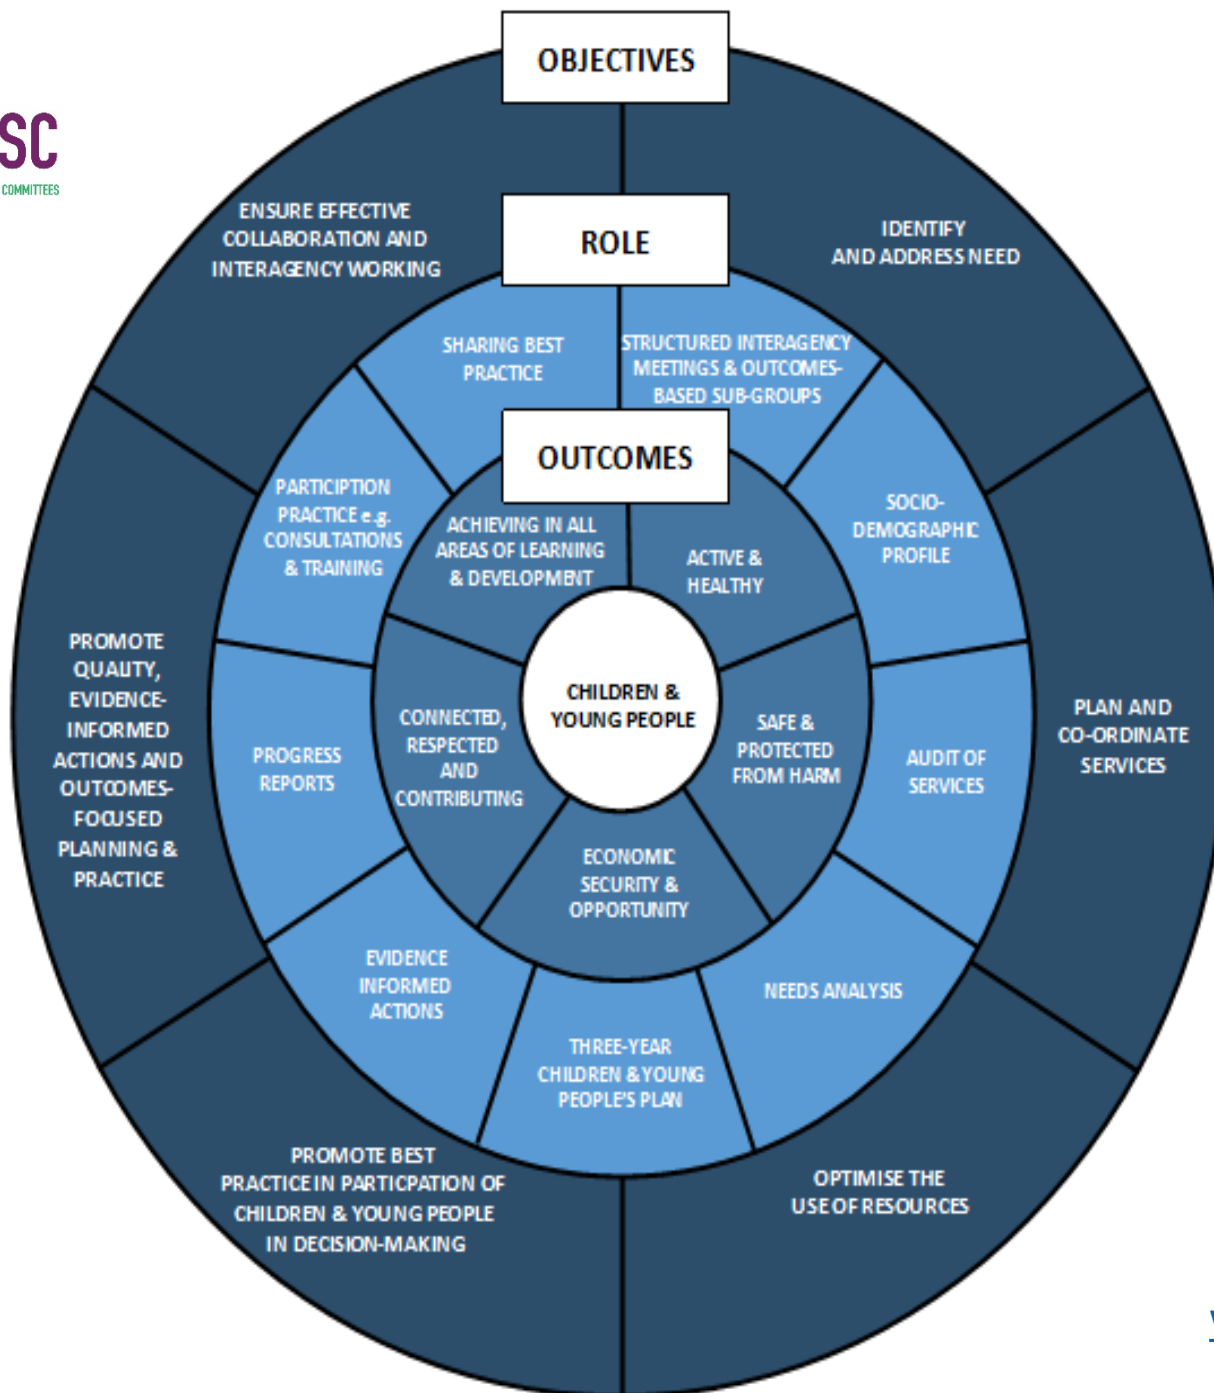 OBJECTIVES
SC
COMMITTEES
ENSURE EFFECTIVE
COLLABORATION AND
INTERAGENCY WORKING
IDENTIFY
AND ADDRESS NEED
PLAN AND
CO-ORDINATE
SERVICES
OPTIMISE THE
USE OF RESOURCES
PROMOTE BEST
PRACTICE IN PARTICPATION OF
CHILDREN & YOUNG PEOPLE
IN DECISION-MAKING
PROMOTE
QUALITY,
EVIDENCE-
INFORMED
ACTIONS AND
OUTCOMES-
FOCUSED
PLANNING &
PRACTICE
ROLE
SHARING BEST
PRACTICE
STRUCTURED INTERAGENCY
MEETINGS & OUTCOMES-
BASED SUB-GROUPS
SOCIO-
DEMOGRAPHIC
PROFILE
AUDIT OF
SERVICES
NEEDS ANALYSIS
THREE-YEAR
CHILDREN & YOUNG
PEOPLE'S PLAN
EVIDENCE
INFORMED
ACTIONS
PROGRESS
REPORTS
PARTICIPTION
PRACTICE e.g.
CONSULTATIONS
& TRAINING
OUTCOMES
ACHIEVING IN ALL
AREAS OF LEARNING
& DEVELOPMENT
ACTIVE &
HEALTHY
SAFE &
PROTECTED
FROM HARM
ECONOMIC
SECURITY &
OPPORTUNITY
CONNECTED,
RESPECTED
AND
CONTRIBUTING
CHILDREN &
YOUNG PEOPLE